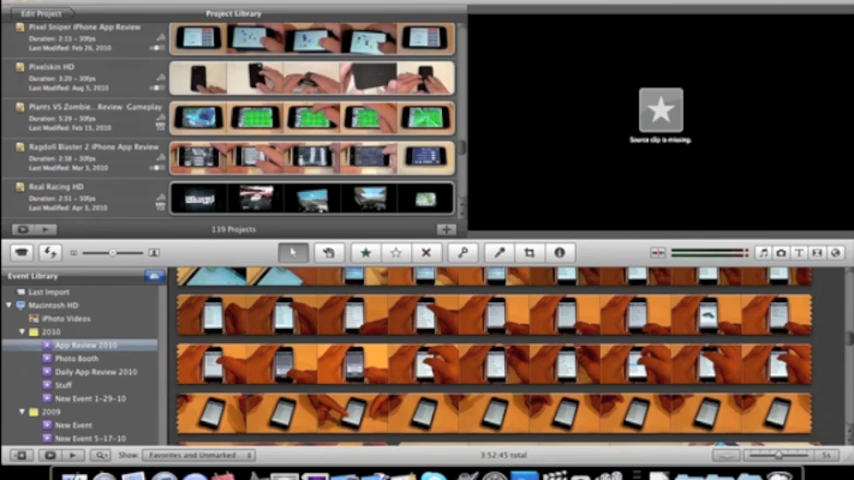 Edit Project
Project Library
Pixel Sniper iPhone App Review
Duration: 2:13 - 30fps
Last Modified: Feb 26, 2010
Pixelskin HD
Duration: 3:20 - 30fps
Last Modified: Aug 5, 2010
Plants VS Zombie...Review Gameplay
Duration: 5:29 - 30fps
Last Modified: Feb 15, 2010
Ragdoll Blaster 2 iPhone App Review
Duration: 2:38 - 30fps
Last Modified: Mar 3, 2010
Real Racing HD
Duration: 2:51 - 30fps
Last Modified: Apr 3, 2010
139 Projects
Source clip is missing.
Event Library
Last Import
Macintosh HD
iPhoto Videos
2010
App Review 2010
Photo Booth
Daily App Review 2010
Stuff
New Event 1-29-10
2009
New Event
New Event 5-17-10
Show: Favorites and Unmarked
3:52:45 total
5s